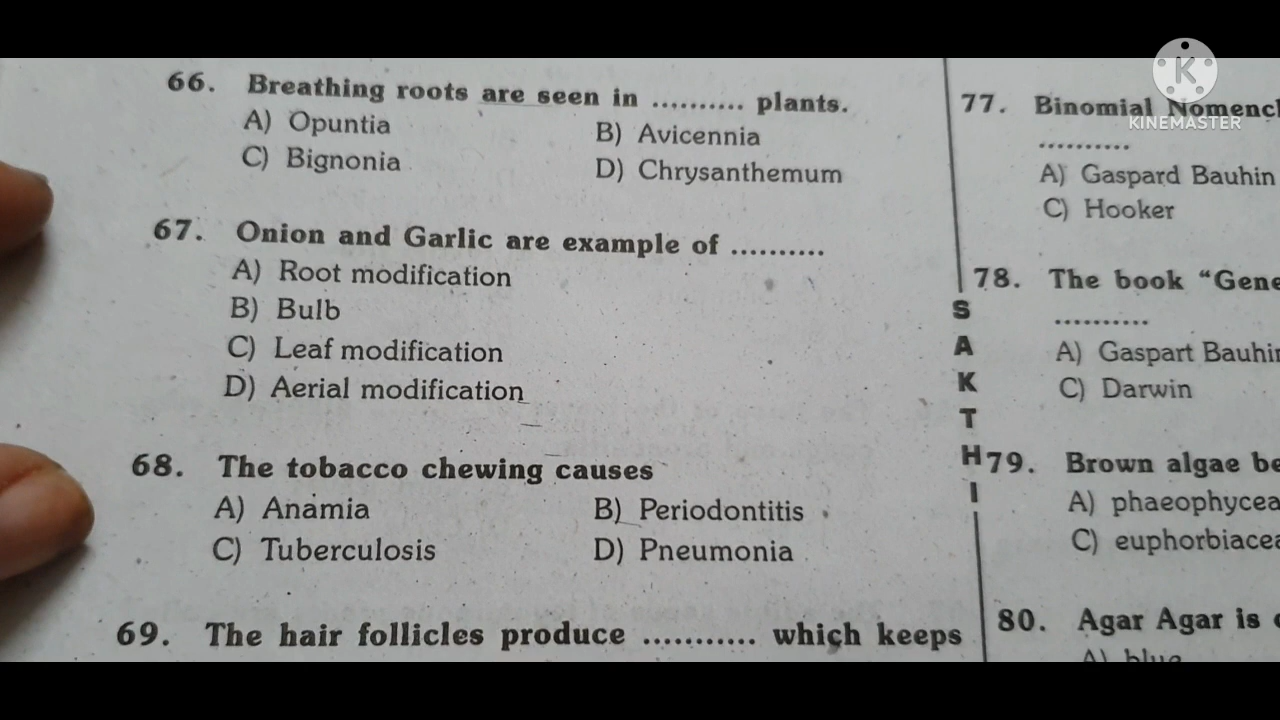 66. Breathing roots are seen in .......... plants.
A) Opuntia B) Avicennia
C) Bignonia D) Chrysanthemum
67. Onion and Garlic are example of ..........
A) Root modification
B) Bulb
C) Leaf modification
D) Aerial modification
68. The tobacco chewing causes
A) Anamia B) Periodontitis
C) Tuberculosis D) Pneumonia
69. The hair follicles produce ........... which keeps
SAKTHI
77. Binomial Nomencl
..........
A) Gaspard Bauhin
C) Hooker
78. The book “Gene
..........
A) Gaspart Bauhin
C) Darwin
79. Brown algae be
A) phaeophycea
C) euphorbiacea
80. Agar Agar is
A) blue
K
KINEMASTER